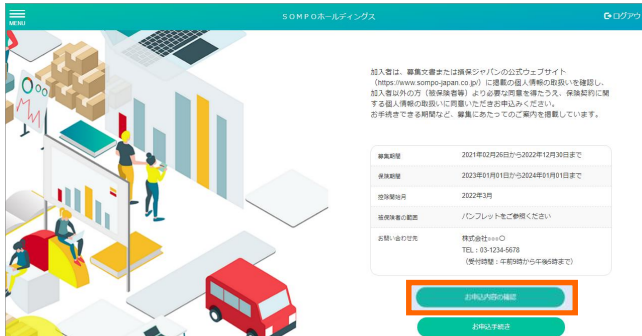 MENU
SOMPOホールディングス
ログアウト
加入者は、募集文書または損保ジャパンの公式ウェブサイト
(https://www.sompo-japan.co.jp/) に掲載の個人情報の取扱いを確認し、
加入者以外の方（被保険者等）より必要な同意を得たうえ、保険契約に関
する個人情報の取扱いに同意いただきお申込みください。
お手続きできる期間など、募集にあたってのご案内を掲載しています。
募集期間 2021年02月26日から2022年12月30日まで
保険期間 2023年01月01日から2024年01月01日まで
控除開始月 2022年3月
被保険者の範囲 パンフレットをご参照ください
お問い合わせ先 株式会社○○○〇
TEL：03-1234-5678
（受付時間：午前9時から午後5時まで）
お申込内容の確認
お申込手続き